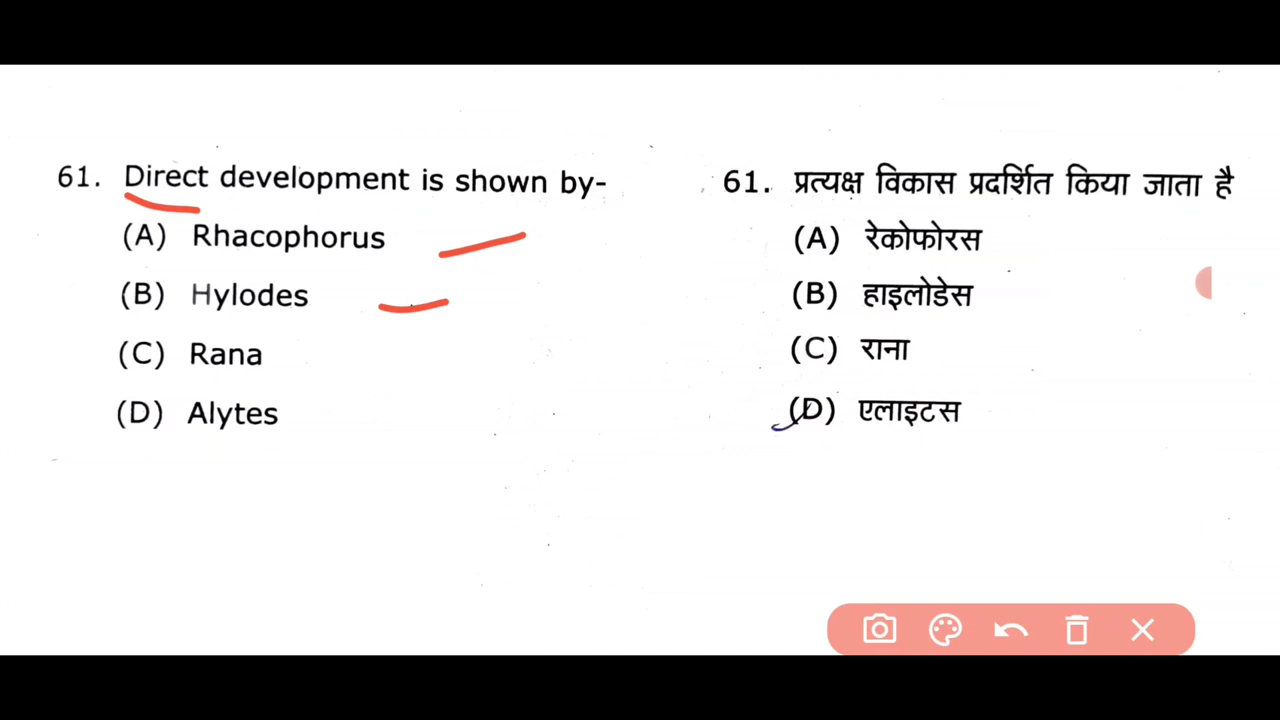 61. Direct development is shown by-
(A) Rhacophorus
(B) Hylodes
(C) Rana
(D) Alytes
61. प्रत्यक्ष विकास प्रदर्शित किया जाता है
(A) रेकोफोरस
(B) हाइलोडेस
(C) राना
(D) एलाइटस